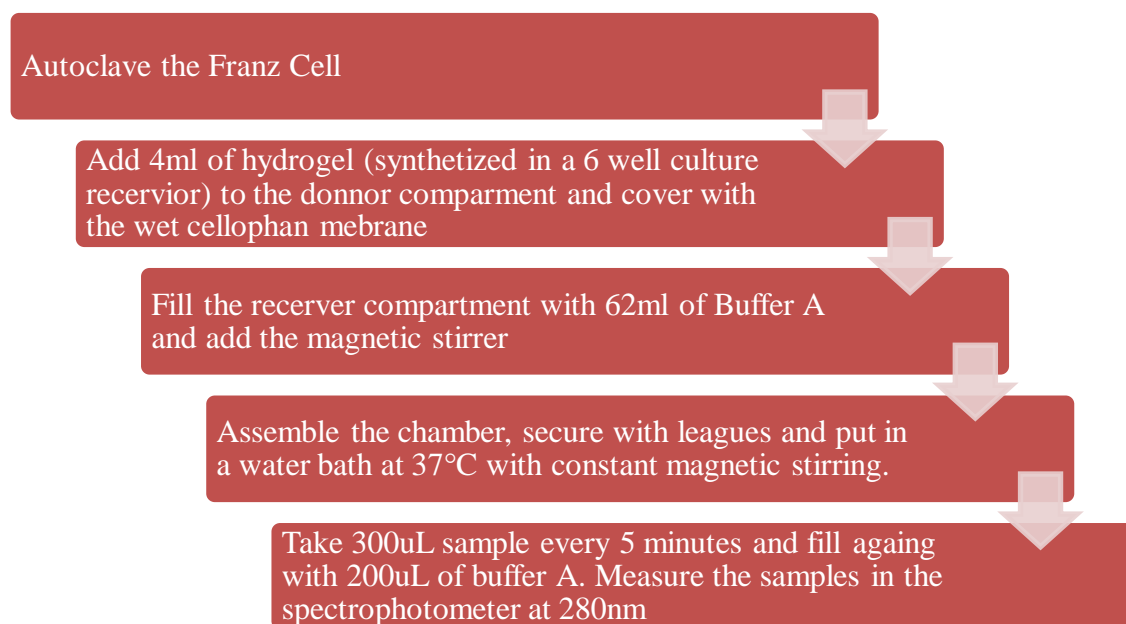 Autoclave the Franz Cell
Add 4ml of hydrogel (synthetized in a 6 well culture
recervior) to the donnor comparment and cover with
the wet cellophan mebrane
Fill the recerver compartment with 62ml of Buffer A
and add the magnetic stirrer
Assemble the chamber, secure with leagues and put in
a water bath at 37°C with constant magnetic stirring.
Take 300uL sample every 5 minutes and fill againg
with 200uL of buffer A. Measure the samples in the
spectrophotometer at 280nm